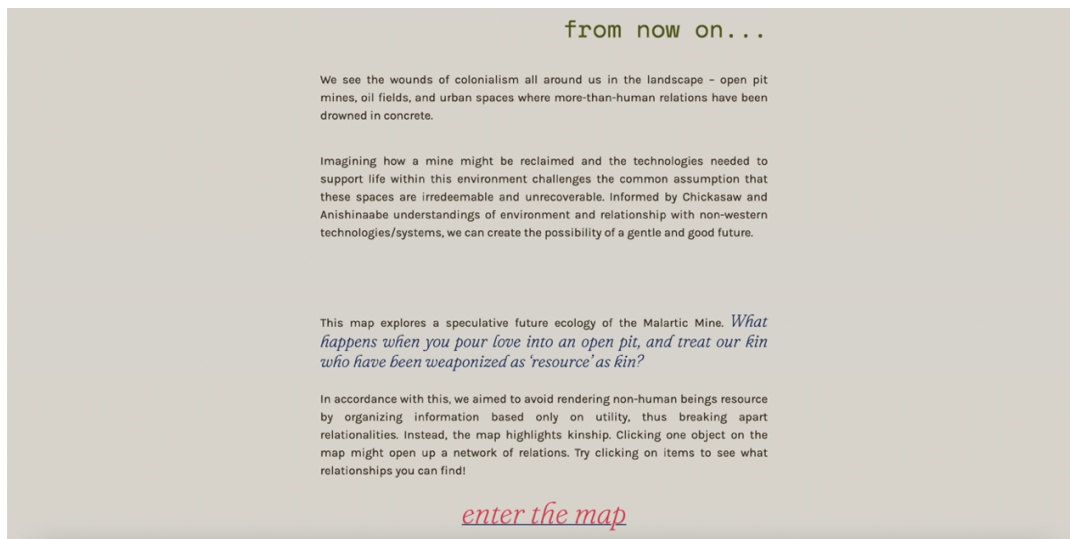 from now on...
We see the wounds of colonialism all around us in the landscape – open pit
mines, oil fields, and urban spaces where more-than-human relations have been
drowned in concrete.
Imagining how a mine might be reclaimed and the technologies needed to
support life within this environment challenges the common assumption that
these spaces are irredeemable and unrecoverable. Informed by Chickasaw and
Anishinaabe understandings of environment and relationship with non-western
technologies/systems, we can create the possibility of a gentle and good future.
This map explores a speculative future ecology of the Malartic Mine. What
happens when you pour love into an open pit, and treat our kin
who have been weaponized as ‘resource’ as kin?
In accordance with this, we aimed to avoid rendering non-human beings resource
by organizing information based only on utility, thus breaking apart
relationalities. Instead, the map highlights kinship. Clicking one object on the
map might open up a network of relations. Try clicking on items to see what
relationships you can find!
enter the map